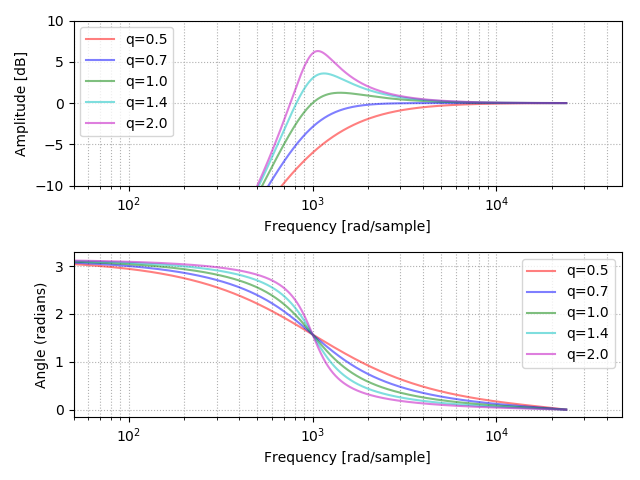 10
5
0
−5
−10
Amplitude [dB]
q=0.5
q=0.7
q=1.0
q=1.4
q=2.0
10²
10³
10⁴
Frequency [rad/sample]
3
2
1
0
Angle (radians)
q=0.5
q=0.7
q=1.0
q=1.4
q=2.0
10²
10³
10⁴
Frequency [rad/sample]